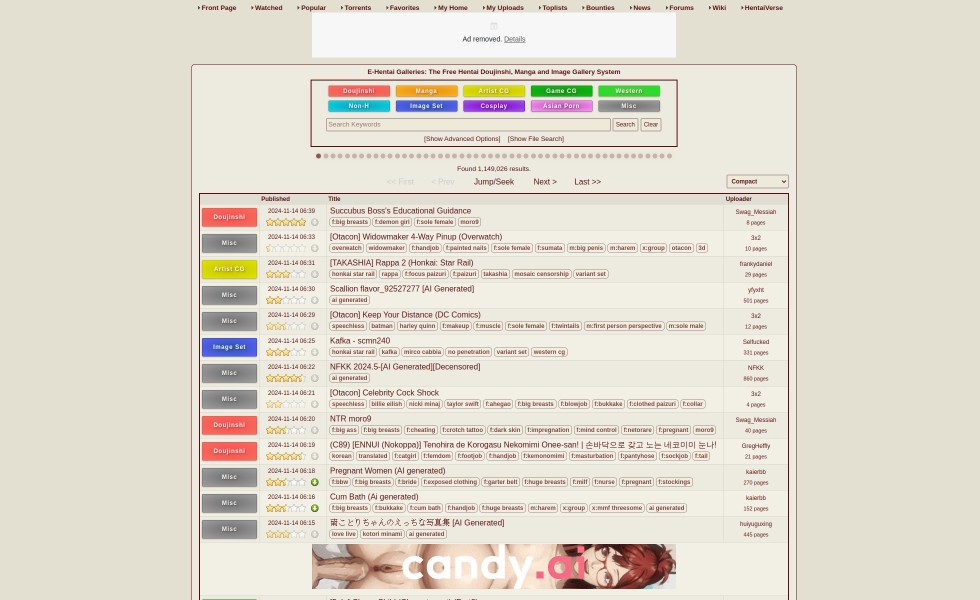 Front Page Watched Popular Torrents Favorites My Home My Uploads Toplists Bounties News Forums Wiki HentaiVerse
Ad removed. Details
E-Hentai Galleries: The Free Hentai Doujinshi, Manga and Image Gallery System
Doujinshi Manga Artist CG Game CG Western
Non-H Image Set Cosplay Asian Porn Misc
Search Keywords Search Clear
[Show Advanced Options] [Show File Search]
Found 1,149,026 results.
<< First < Prev Jump/Seek Next > Last >> Compact
Published Title Uploader
Doujinshi 2024-11-14 06:39 Succubus Boss's Educational Guidance Swag_Messiah
f:big breasts f:demon girl f:sole female moro9 8 pages
Misc 2024-11-14 06:33 [Otacon] Widowmaker 4-Way Pinup (Overwatch) 3x2
overwatch widowmaker f:handjob f:painted nails f:sole female f:sumata m:big penis m:harem x:group otacon 3d 10 pages
Artist CG 2024-11-14 06:31 [TAKASHIA] Rappa 2 (Honkai: Star Rail) frankydaniel
honkai star rail rappa f:focus paizuri f:paizuri takashia mosaic censorship variant set 29 pages
Misc 2024-11-14 06:30 Scallion flavor_92527277 [AI Generated] yfyxht
ai generated 501 pages
Misc 2024-11-14 06:29 [Otacon] Keep Your Distance (DC Comics) 3x2
speechless batman harley quinn f:makeup f:muscle f:sole female f:twintails m:first person perspective m:sole male 12 pages
Image Set 2024-11-14 06:25 Kafka - scmn240 Selfucked
honkai star rail kafka mirco cabbia no penetration variant set western cg 331 pages
Misc 2024-11-14 06:22 NFKK 2024.5-[AI Generated][Decensored] NFKK
ai generated 860 pages
Misc 2024-11-14 06:21 [Otacon] Celebrity Cock Shock 3x2
speechless billie eilish nicki minaj taylor swift f:ahegao f:big breasts f:blowjob f:bukkake f:clothed paizuri f:collar 4 pages
Doujinshi 2024-11-14 06:20 NTR moro9 Swag_Messiah
f:big ass f:big breasts f:cheating f:crotch tattoo f:dark skin f:impregnation f:mind control f:netorare f:pregnant moro9 40 pages
Doujinshi 2024-11-14 06:19 (C89) [ENNUI (Nokoppa)] Tenohira de Korogasu Nekomimi Onee-san! | 손바닥으로 갖고 노는 네코미미 눈나! GregHeffly
korean translated f:catgirl f:femdom f:footjob f:handjob f:kemonomimi f:masturbation f:pantyhose f:sockjob f:tail 21 pages
Misc 2024-11-14 06:18 Pregnant Women (AI generated) kaierbb
f:bbw f:big breasts f:bride f:exposed clothing f:garter belt f:huge breasts f:milf f:nurse f:pregnant f:stockings 270 pages
Misc 2024-11-14 06:16 Cum Bath (Ai generated) kaierbb
f:big breasts f:bukkake f:cum bath f:handjob f:huge breasts m:harem x:group x:mmf threesome ai generated 152 pages
Misc 2024-11-14 06:15 南ことりちゃんのえっちな写真集 [AI Generated] huiyuguxing
love live kotori minami ai generated 445 pages
candy.ai